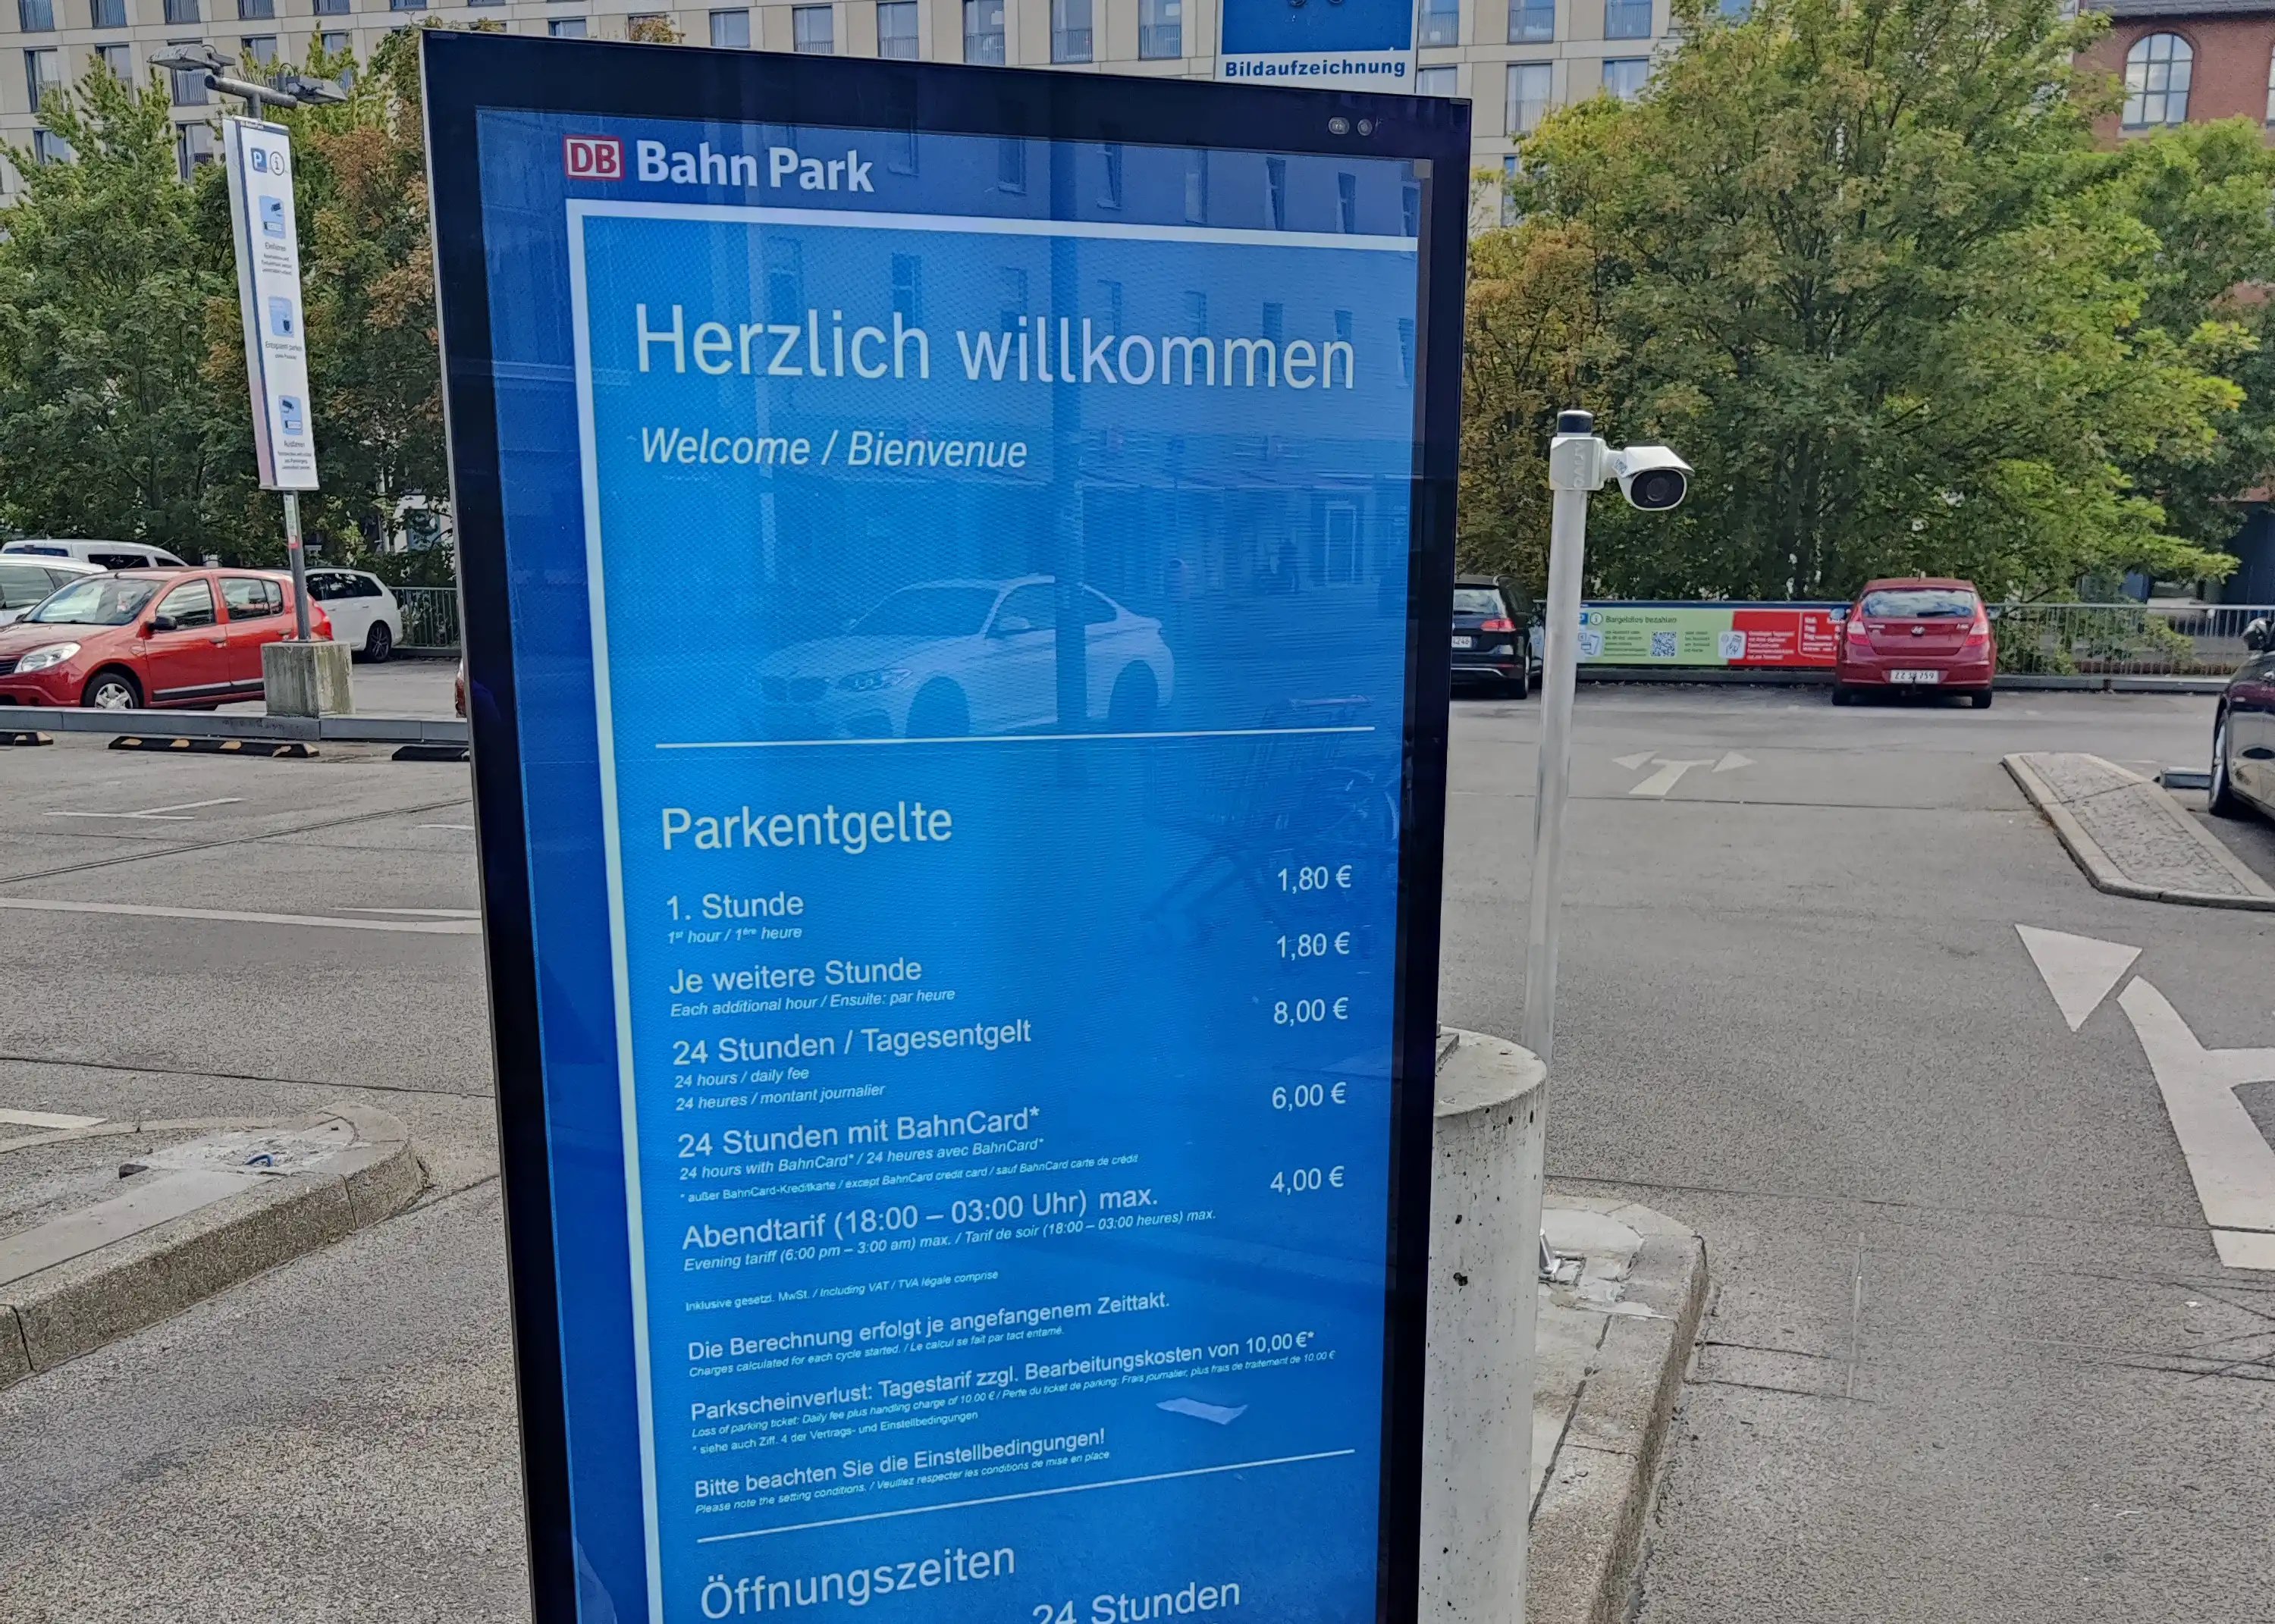 Bildaufzeichnung
DB Bahn Park
Herzlich willkommen
Welcome / Bienvenue
Parkentgelte
1. Stunde 1,80 €
1st hour / 1ère heure
Je weitere Stunde 1,80 €
Each additional hour / Ensuite: par heure
24 Stunden / Tagesentgelt 8,00 €
24 hours / daily fee
24 heures / montant journalier
24 Stunden mit BahnCard* 6,00 €
24 hours with BahnCard* / 24 heures avec BahnCard*
* außer BahnCard-Kreditkarte / except BahnCard credit card / sauf BahnCard carte de crédit
Abendtarif (18:00 – 03:00 Uhr) max. 4,00 €
Evening tariff (6:00 pm – 3:00 am) max. / Tarif de soir (18:00 – 03:00 heures) max.
Inklusive gesetzl. MwSt. / Including VAT / TVA légale comprise
Die Berechnung erfolgt je angefangenem Zeittakt.
Charges calculated for each cycle started. / Le calcul se fait par tact entamé.
Parkscheinverlust: Tagestarif zzgl. Bearbeitungskosten von 10,00 €*
Loss of parking ticket: Daily fee plus handling charge of 10.00 € / Perte du ticket de parking: Frais journalier, plus frais de traitement de 10.00 €
* siehe auch Ziff. 4 der Vertrags- und Einstellbedingungen
Bitte beachten Sie die Einstellbedingungen!
Please note the setting conditions. / Veuillez respecter les conditions de mise en place.
Öffnungszeiten
24 Stunden
P i
Einfahren
Entspannt parken
Ausfahren
P i Bargeldlos bezahlen